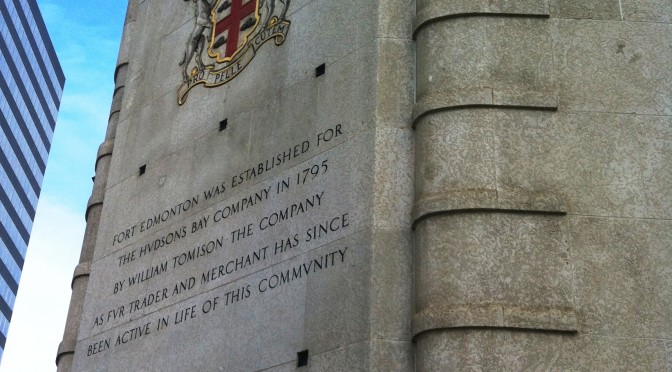 PRO PELLE CUTEM
FORT EDMONTON WAS ESTABLISHED FOR
THE HVDSON'S BAY COMPANY IN 1795
BY WILLIAM TOMISON THE COMPANY
AS FVR TRADER AND MERCHANT HAS SINCE
BEEN ACTIVE IN LIFE OF THIS COMMVNITY